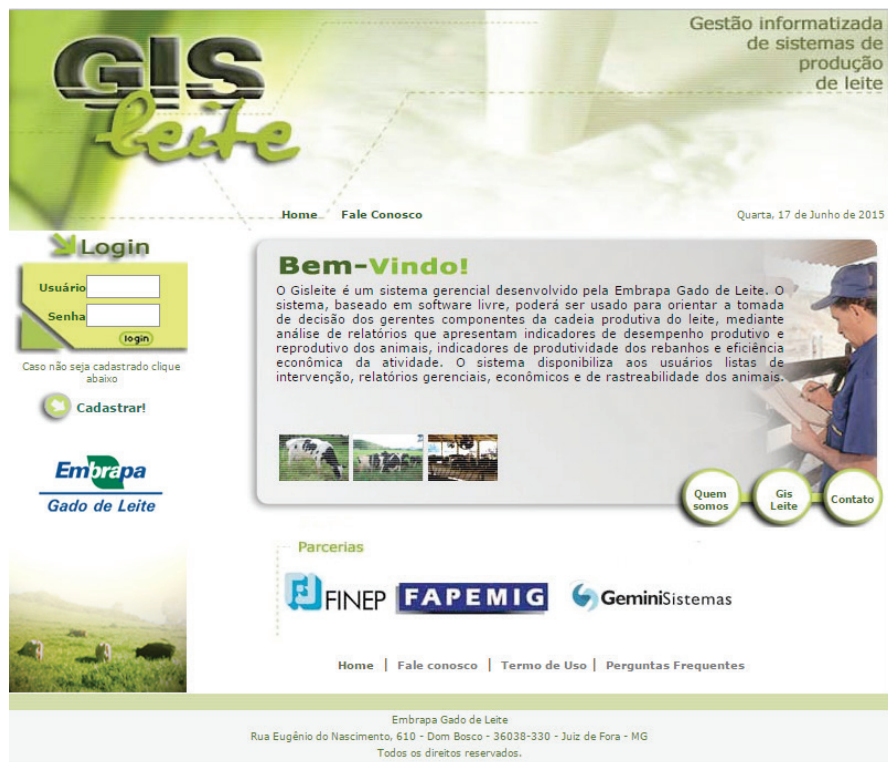 GIS
leite
Gestão informatizada
de sistemas de
produção
de leite
Home Fale Conosco
Quarta, 17 de Junho de 2015
Login
Usuário
Senha
login
Caso não seja cadastrado clique
abaixo
Cadastrar!
Embrapa
Gado de Leite
Bem-Vindo!
O Gisleite é um sistema gerencial desenvolvido pela Embrapa Gado de Leite. O
sistema, baseado em software livre, poderá ser usado para orientar a tomada
de decisão dos gerentes componentes da cadeia produtiva do leite, mediante
análise de relatórios que apresentam indicadores de desempenho produtivo e
reprodutivo dos animais, indicadores de produtividade dos rebanhos e eficiência
econômica da atividade. O sistema disponibiliza aos usuários listas de
intervenção, relatórios gerenciais, econômicos e de rastreabilidade dos animais.
Quem
somos
Gis
Leite
Contato
Parcerias
FINEP
FAPEMIG
GeminiSistemas
Home | Fale conosco | Termo de Uso | Perguntas Frequentes
Embrapa Gado de Leite
Rua Eugênio do Nascimento, 610 - Dom Bosco - 36038-330 - Juiz de Fora - MG
Todos os direitos reservados.